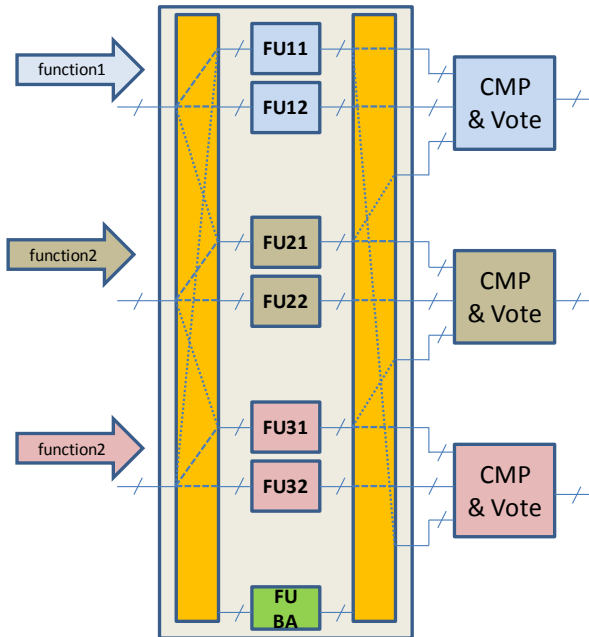 function1
FU11
FU12
CMP
& Vote
function2
FU21
FU22
CMP
& Vote
function2
FU31
FU32
CMP
& Vote
FU
BA